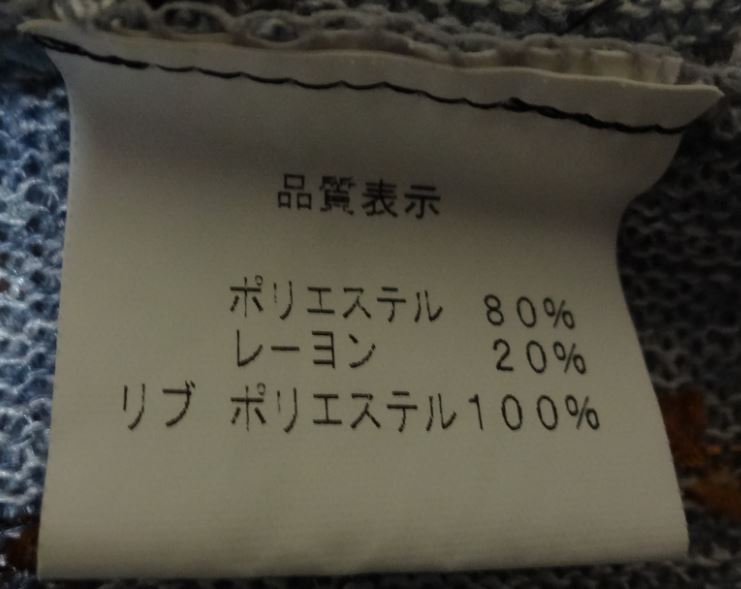 品質表示
ポリエステル 80%
レーヨン 20%
リブ ポリエステル100%